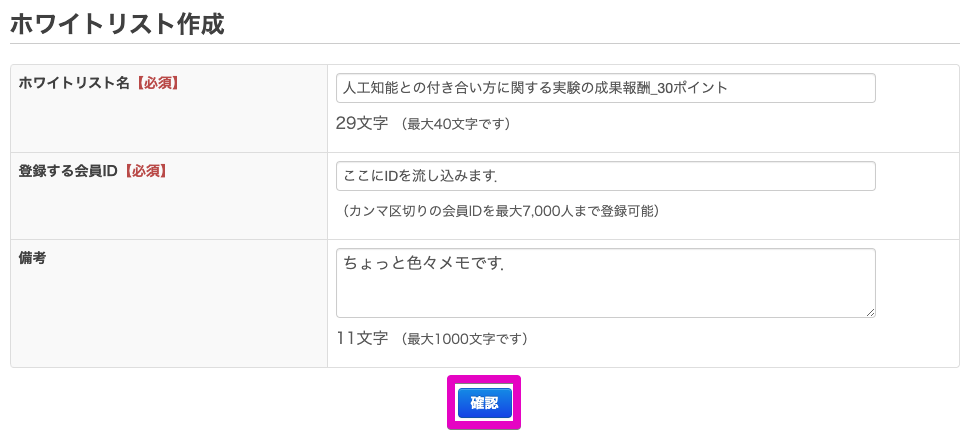 ホワイトリスト作成
ホワイトリスト名【必須】
人工知能との付き合い方に関する実験の成果報酬_30ポイント
29文字 （最大40文字です）
登録する会員ID【必須】
ここにIDを流し込みます.
（カンマ区切りの会員IDを最大7,000人まで登録可能）
備考
ちょっと色々メモです.
11文字 （最大1000文字です）
確認